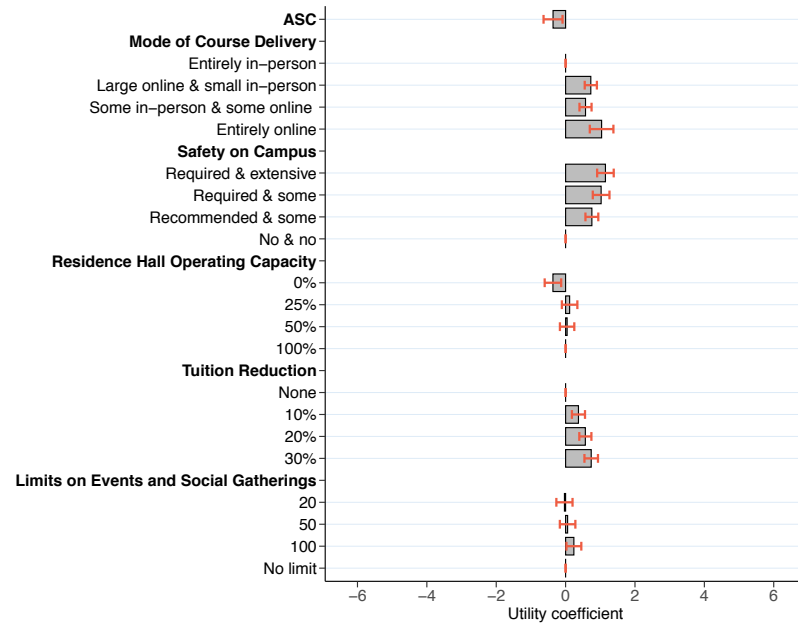 ASC
Mode of Course Delivery
Entirely in−person
Large online & small in−person
Some in−person & some online
Entirely online
Safety on Campus
Required & extensive
Required & some
Recommended & some
No & no
Residence Hall Operating Capacity
0%
25%
50%
100%
Tuition Reduction
None
10%
20%
30%
Limits on Events and Social Gatherings
20
50
100
No limit
−6 −4 −2 0 2 4 6
Utility coefficient